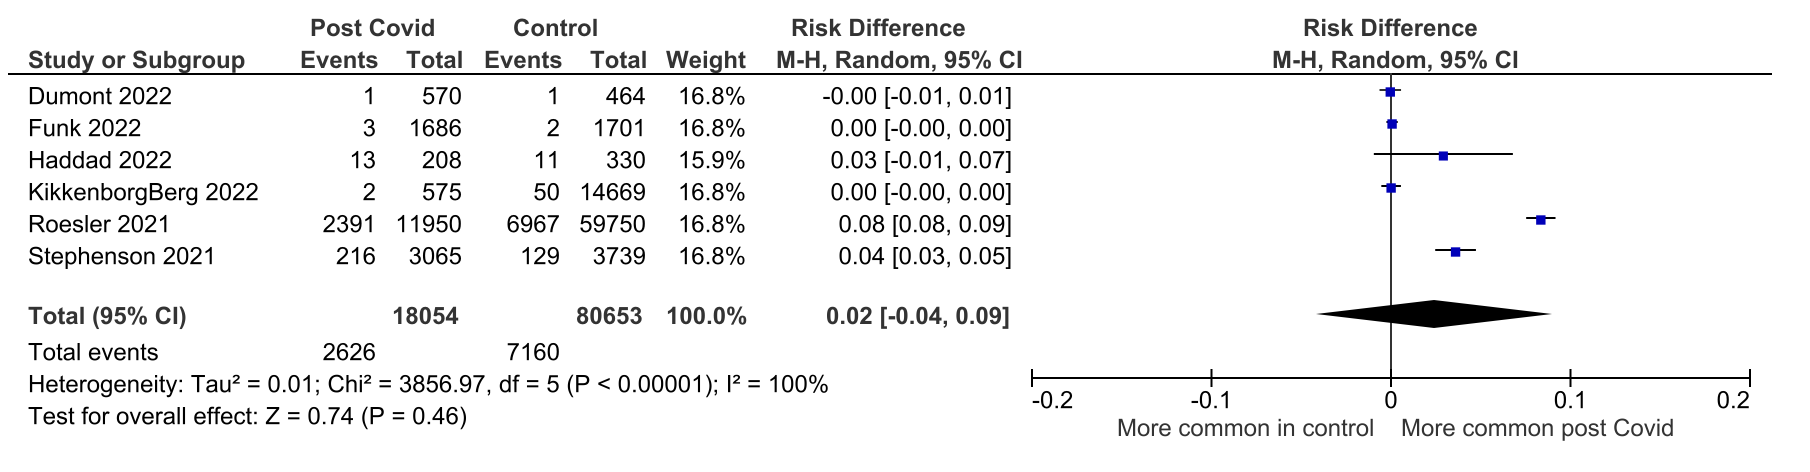 Post Covid Control Risk Difference Risk Difference
Study or Subgroup Events Total Events Total Weight M-H, Random, 95% CI M-H, Random, 95% CI
Dumont 2022 1 570 1 464 16.8% -0.00 [-0.01, 0.01]
Funk 2022 3 1686 2 1701 16.8% 0.00 [-0.00, 0.00]
Haddad 2022 13 208 11 330 15.9% 0.03 [-0.01, 0.07]
KikkenborgBerg 2022 2 575 50 14669 16.8% 0.00 [-0.00, 0.00]
Roesler 2021 2391 11950 6967 59750 16.8% 0.08 [0.08, 0.09]
Stephenson 2021 216 3065 129 3739 16.8% 0.04 [0.03, 0.05]
Total (95% CI) 18054 80653 100.0% 0.02 [-0.04, 0.09]
Total events 2626 7160
Heterogeneity: Tau² = 0.01; Chi² = 3856.97, df = 5 (P < 0.00001); I² = 100%
Test for overall effect: Z = 0.74 (P = 0.46)
-0.2 -0.1 0 0.1 0.2
More common in control More common post Covid